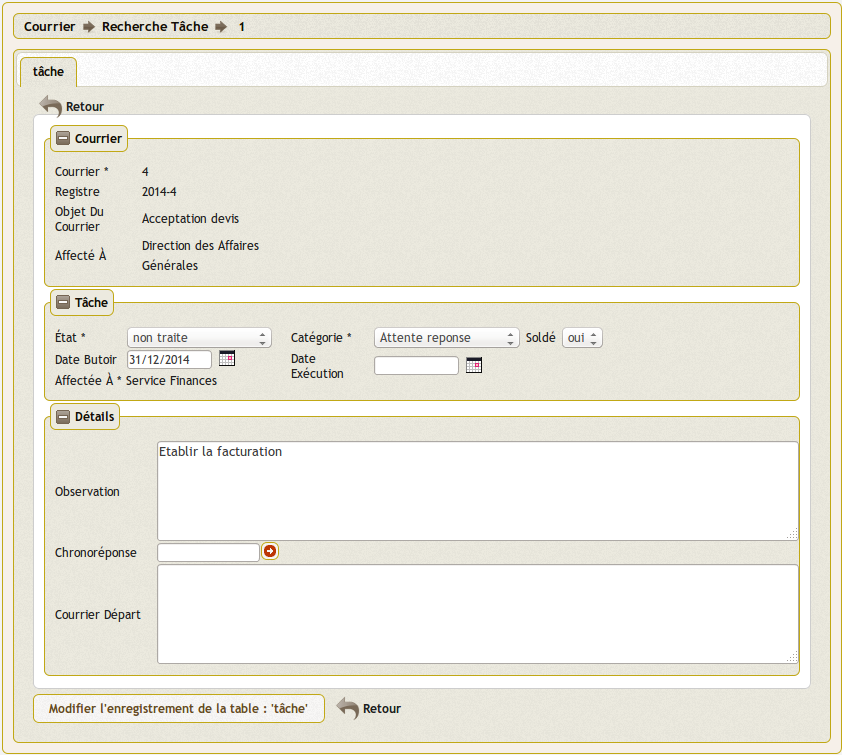 Courrier Recherche Tâche 1
tâche
Retour
Courrier
Courrier * 4
Registre 2014-4
Objet Du
Courrier
Acceptation devis
Affecté À
Direction des Affaires
Générales
Tâche
État * non traite Catégorie * Attente reponse Soldé oui
Date Butoir 31/12/2014 Date
Exécution
Affectée À * Service Finances
Détails
Observation
Etablir la facturation
Chronoréponse
Courrier Départ
Modifier l'enregistrement de la table : 'tâche' Retour